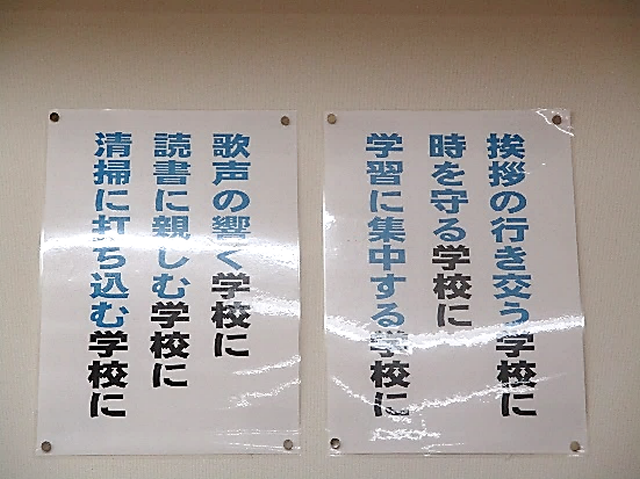 挨拶の行き交う学校に
時を守る学校に
学習に集中する学校に
歌声の響く学校に
読書に親しむ学校に
清掃に打ち込む学校に